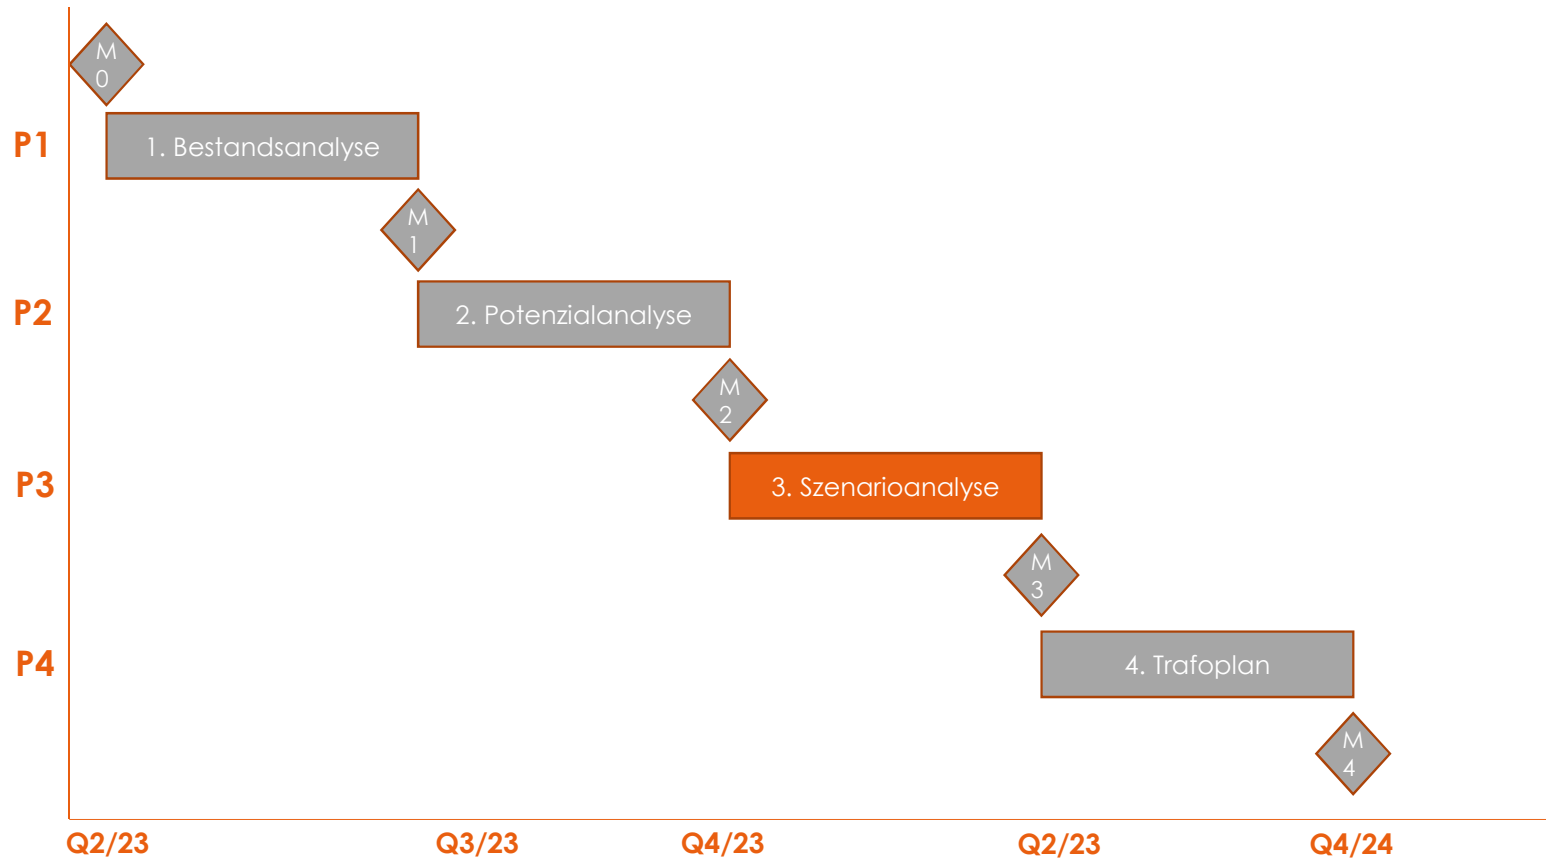 M
0
P1
1. Bestandsanalyse
M
1
P2
2. Potenzialanalyse
M
2
P3
3. Szenarioanalyse
M
3
P4
4. Trafoplan
M
4
Q2/23 Q3/23 Q4/23 Q2/23 Q4/24